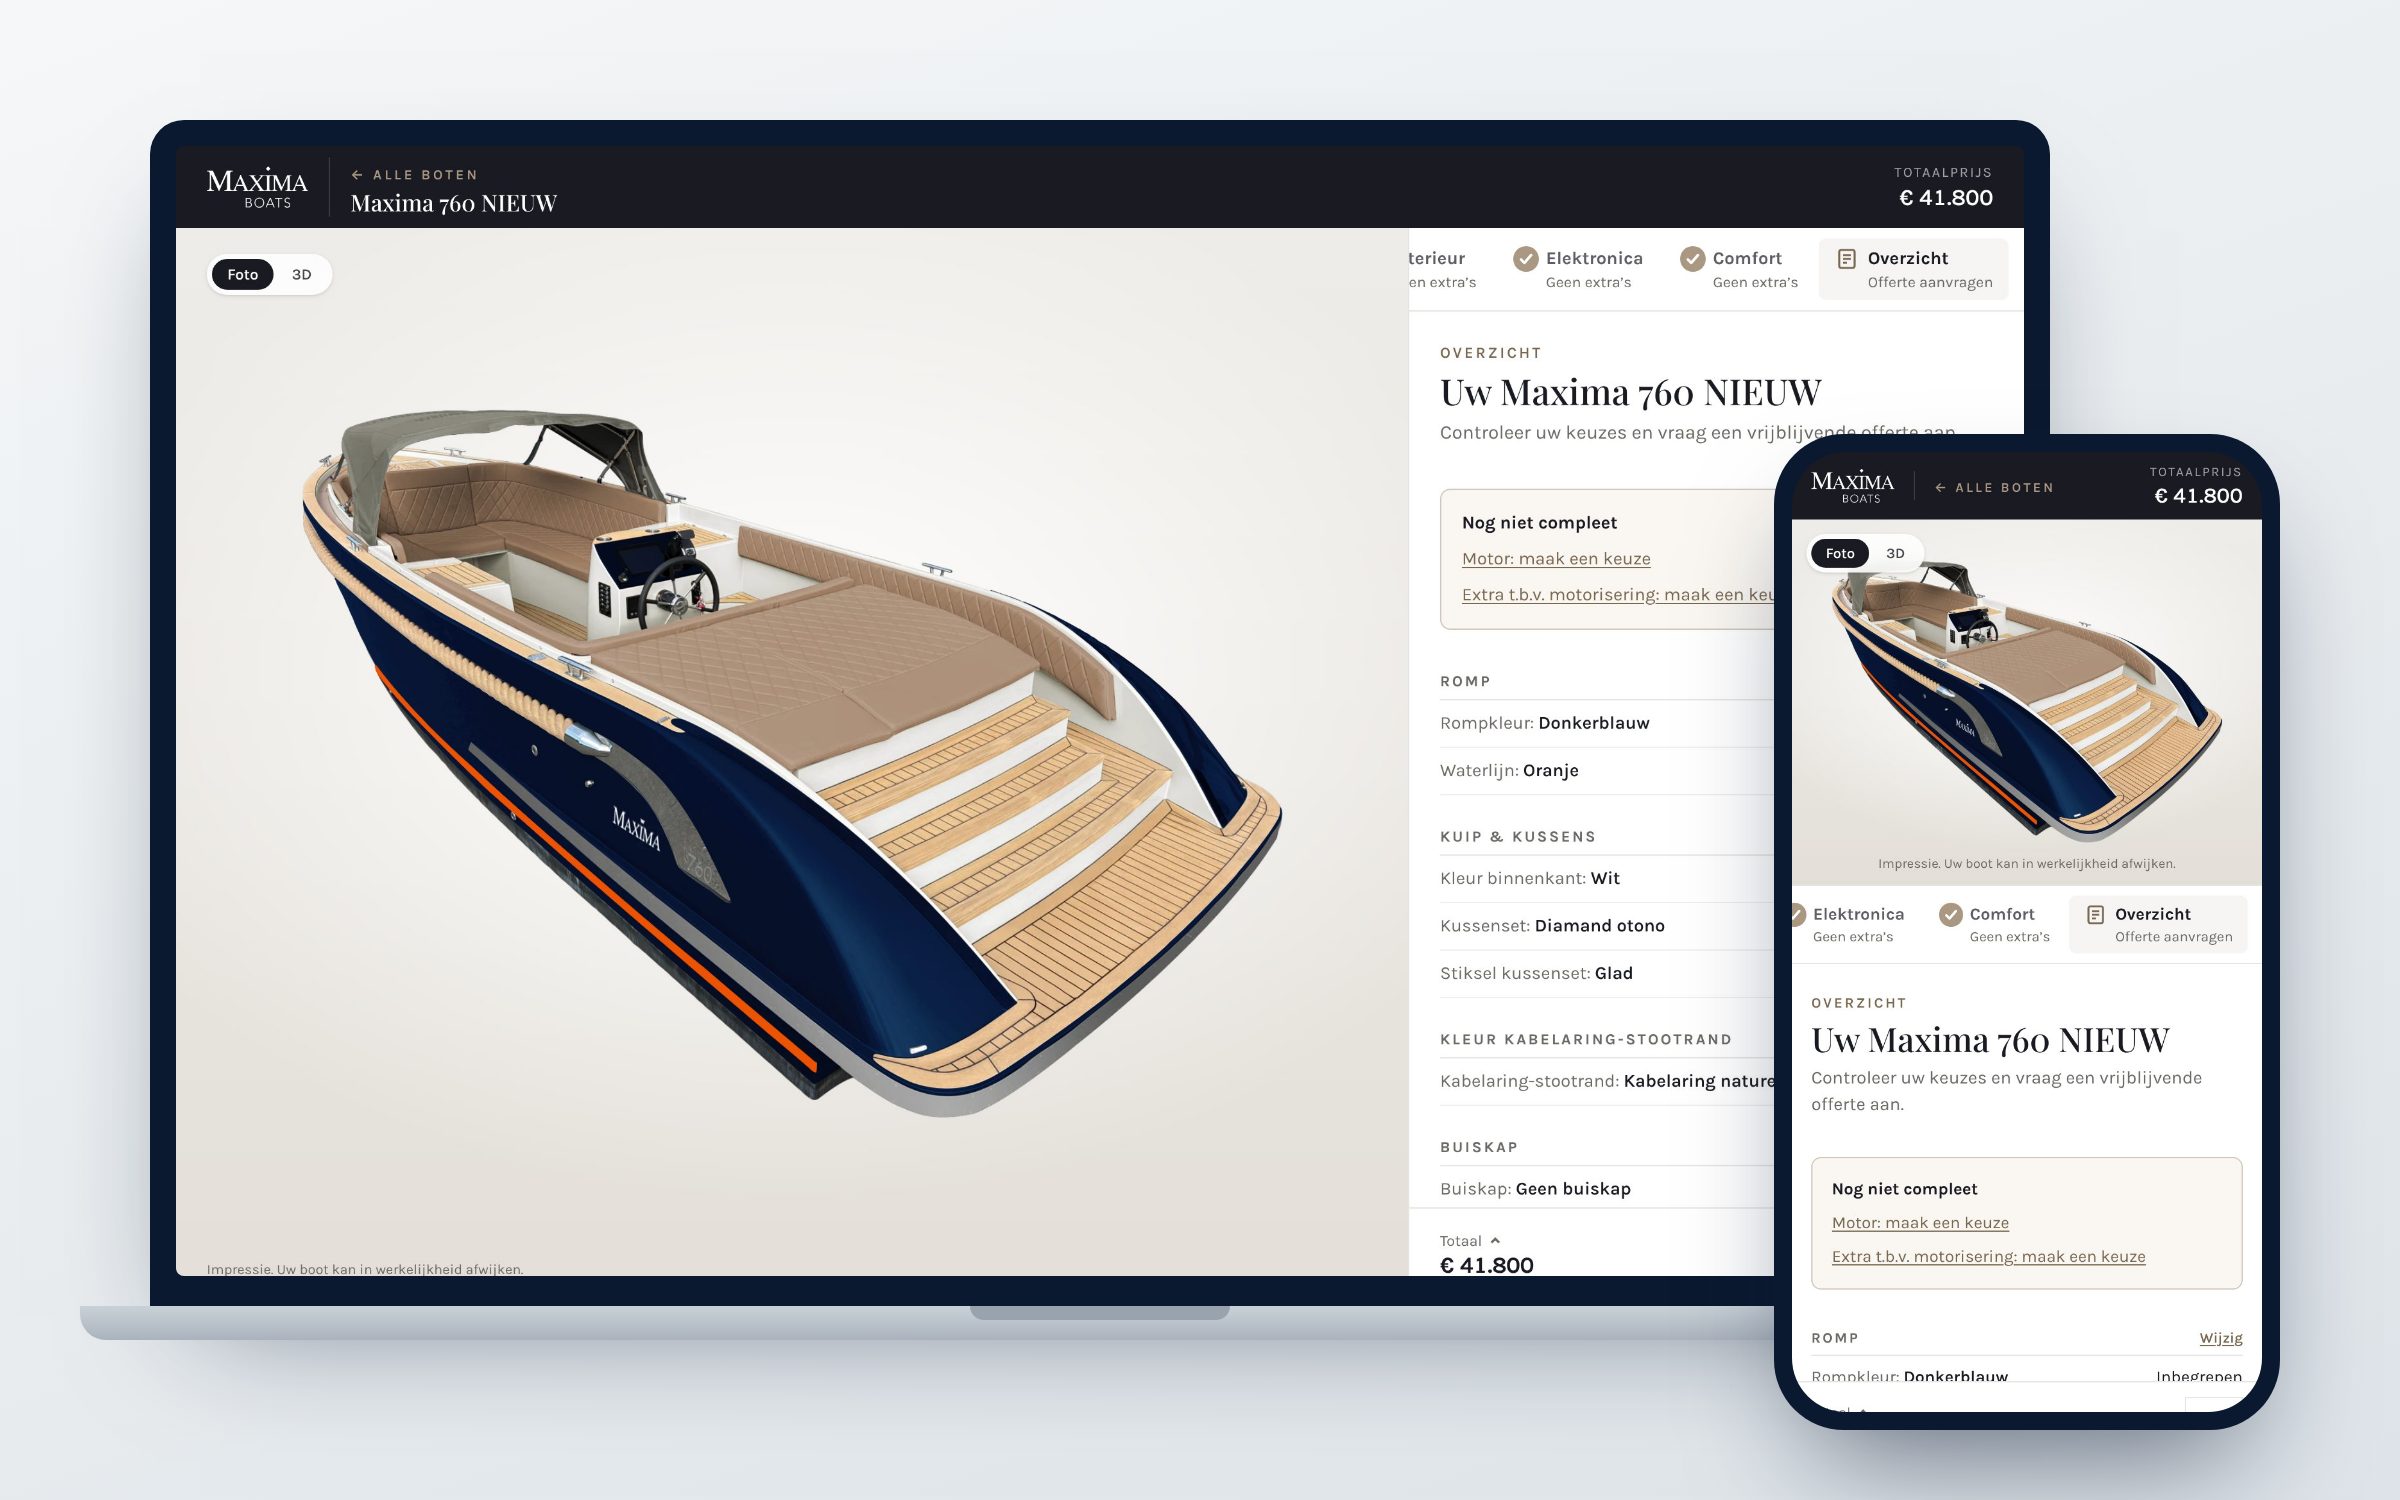 MAXIMA
BOATS
← ALLE BOTEN
Maxima 760 NIEUW
TOTAALPRIJS
€ 41.800
Foto
3D
terieur
en extra's
Elektronica
Geen extra's
Comfort
Geen extra's
Overzicht
Offerte aanvragen
OVERZICHT
Uw Maxima 760 NIEUW
Controleer uw keuzes en vraag een vrijblijvende offerte aan.
Nog niet compleet
Motor: maak een keuze
Extra t.b.v. motorisering: maak een keu
ROMP
Rompkleur: Donkerblauw
Waterlijn: Oranje
KUIP & KUSSENS
Kleur binnenkant: Wit
Kussenset: Diamand otono
Stiksel kussenset: Glad
KLEUR KABELARING-STOOTRAND
Kabelaring-stootrand: Kabelaring nature
BUISKAP
Buiskap: Geen buiskap
Totaal
€ 41.800
MAXIMA
760
Impressie. Uw boot kan in werkelijkheid afwijken.
MAXIMA
BOATS
← ALLE BOTEN
TOTAALPRIJS
€ 41.800
Foto
3D
MAXIMA
Impressie. Uw boot kan in werkelijkheid afwijken.
Elektronica
Geen extra's
Comfort
Geen extra's
Overzicht
Offerte aanvragen
OVERZICHT
Uw Maxima 760 NIEUW
Controleer uw keuzes en vraag een vrijblijvende
offerte aan.
Nog niet compleet
Motor: maak een keuze
Extra t.b.v. motorisering: maak een keuze
ROMP
Wijzig
Rompkleur: Donkerblauw
Inbegrepen